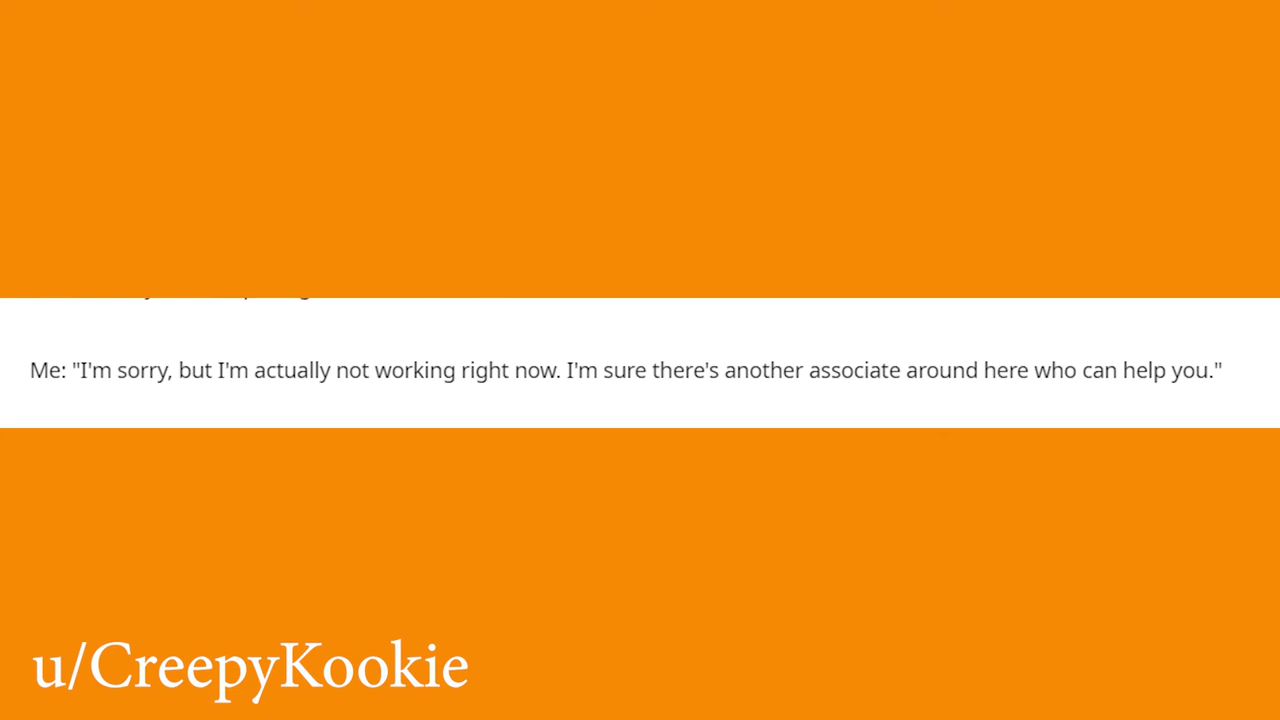 Me: "I'm sorry, but I'm actually not working right now. I'm sure there's another associate around here who can help you."
u/CreepyKookie